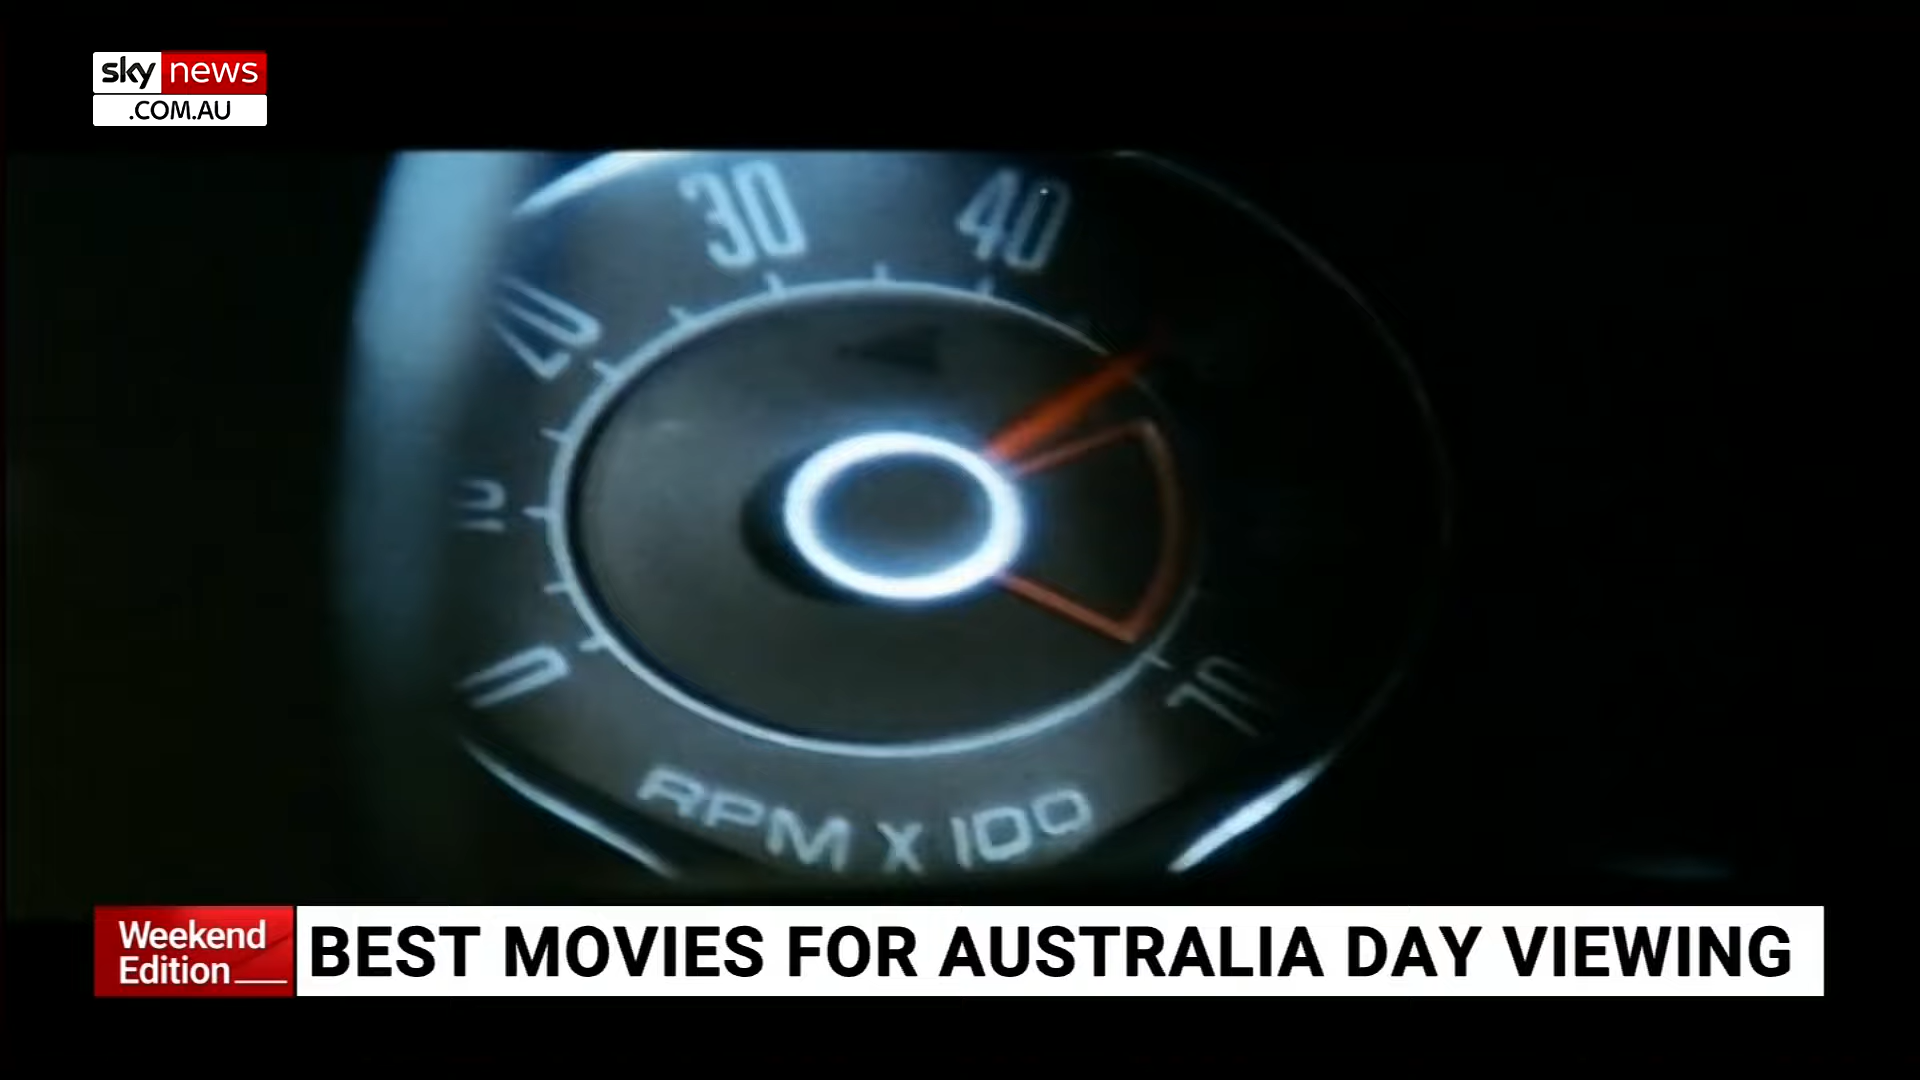 sky news
.COM.AU
30
40
20
10
0
70
RPM X 100
Weekend
Edition
BEST MOVIES FOR AUSTRALIA DAY VIEWING